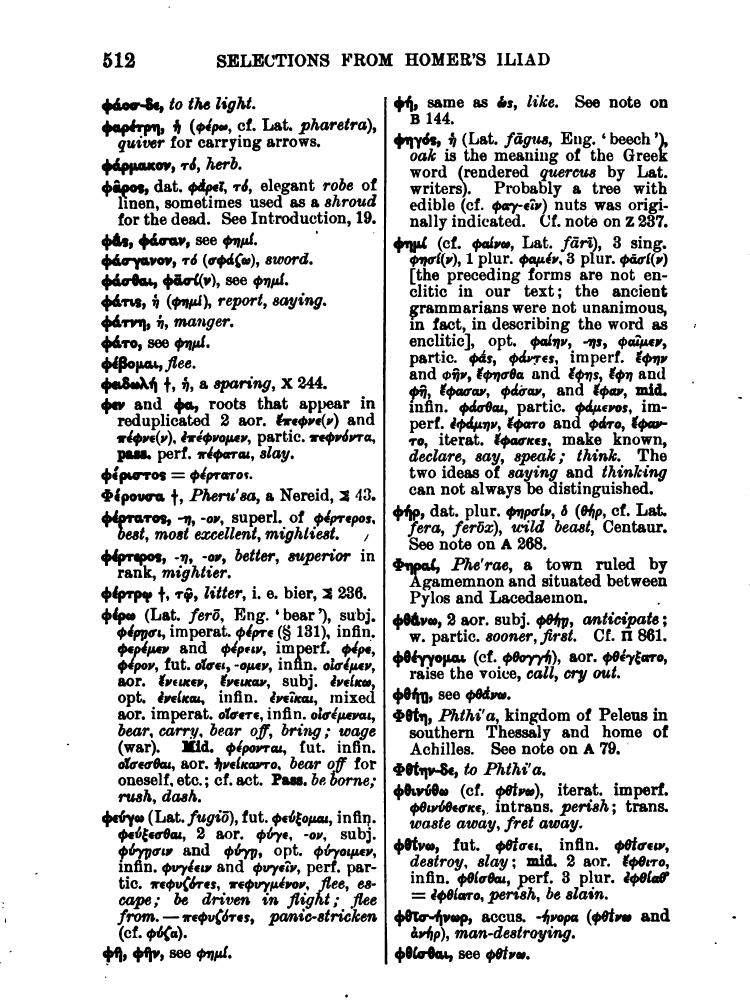 512 SELECTIONS FROM HOMER'S ILIAD
φάοσ-δε, to the light.
φαρέτρη, ἡ (φέρω, cf. Lat. pharetra),
quiver for carrying arrows.
φάρμακον, τό, herb.
φᾶρος, dat. φάρεϊ, τό, elegant robe of
linen, sometimes used as a shroud
for the dead. See Introduction, 19.
φάς, φάσαν, see φημί.
φάσγανον, τό (σφάζω), sword.
φάσθαι, φᾱσί(ν), see φημί.
φάτις, ἡ (φημί), report, saying.
φάτνη, ἡ, manger.
φάτο, see φημί.
φέβομαι, flee.
φειδωλή †, ἡ, a sparing, X 244.
φεν and φα, roots that appear in
reduplicated 2 aor. ἔπεφνε(ν) and
πέφνε(ν), ἐπέφνομεν, partic. πεφνόντα,
pass. perf. πέφαται, slay.
φέριστος = φέρτατος.
Φέρουσα †, Pheru'sa, a Nereid, Σ 43.
φέρτατος, -η, -ον, superl. of φέρτερος,
best, most excellent, mightiest.
φέρτερος, -η, -ον, better, superior in
rank, mightier.
φέρτρῳ †, τῷ, litter, i. e. bier, Σ 236.
φέρω (Lat. ferō, Eng. 'bear'), subj.
φέρῃσι, imperat. φέρτε (§ 131), infin.
φερέμεν and φέρειν, imperf. φέρε,
φέρον, fut. οἴσει, -ομεν, infin. οἰσέμεν,
aor. ἔνεικεν, ἔνεικαν, subj. ἐνείκω,
opt. ἐνείκαι, infin. ἐνεῖκαι, mixed
aor. imperat. οἴσετε, infin. οἰσέμεναι,
bear, carry, bear off, bring; wage
(war). Mid. φέρονται, fut. infin.
οἴσεσθαι, aor. ἠνείκαντο, bear off for
oneself, etc.; cf. act. Pass. be borne;
rush, dash.
φεύγω (Lat. fugiō), fut. φεύξομαι, infin.
φεύξεσθαι, 2 aor. φύγε, -ον, subj.
φύγῃσιν and φύγῃ, opt. φύγοιμεν,
infin. φυγέειν and φυγεῖν, perf. par-
tic. πεφυζότες, πεφυγμένον, flee, es-
cape; be driven in flight; flee
from.—πεφυζότες, panic-stricken
(cf. φύζα).
φῆ, φῆν, see φημί.
φή, same as ὡς, like. See note on
B 144.
φηγός, ἡ (Lat. fāgus, Eng. 'beech'),
oak is the meaning of the Greek
word (rendered quercus by Lat.
writers). Probably a tree with
edible (cf. φαγ-εῖν) nuts was origi-
nally indicated. Cf. note on Z 237.
φημί (cf. φαίνω, Lat. fārī), 3 sing.
φησί(ν), 1 plur. φαμέν, 3 plur. φᾱσί(ν)
[the preceding forms are not en-
clitic in our text; the ancient
grammarians were not unanimous,
in fact, in describing the word as
enclitic], opt. φαίην, -ης, φαῖμεν,
partic. φάς, φάντες, imperf. ἔφην
and φῆν, ἔφησθα and ἔφης, ἔφη and
φῆ, ἔφασαν, φάσαν, and ἔφαν, mid.
infin. φάσθαι, partic. φάμενος, im-
perf. ἐφάμην, ἔφατο and φάτο, ἔφαν-
το, iterat. ἔφασκες, make known,
declare, say, speak; think. The
two ideas of saying and thinking
can not always be distinguished.
φήρ, dat. plur. φηρσίν, ὁ (θήρ, cf. Lat.
fera, ferōx), wild beast, Centaur.
See note on A 268.
Φηραί, Phe'rae, a town ruled by
Agamemnon and situated between
Pylos and Lacedaemon.
φθάνω, 2 aor. subj. φθήῃ, anticipate;
w. partic. sooner, first. Cf. Π 861.
φθέγγομαι (cf. φθογγή), aor. φθέγξατο,
raise the voice, call, cry out.
φθήῃ, see φθάνω.
Φθίη, Phthi'a, kingdom of Peleus in
southern Thessaly and home of
Achilles. See note on A 79.
Φθίην-δε, to Phthi'a.
φθινύθω (cf. φθίνω), iterat. imperf.
φθινύθεσκε, intrans. perish; trans.
waste away, fret away.
φθίνω, fut. φθίσει, infin. φθίσειν,
destroy, slay; mid. 2 aor. ἔφθιτο,
infin. φθίσθαι, perf. 3 plur. ἐφθίαθ'
= ἐφθίατο, perish, be slain.
φθῑσ-ήνωρ, accus. -ήνορα (φθίνω and
ἀνήρ), man-destroying.
φθίσθαι, see φθίνω.